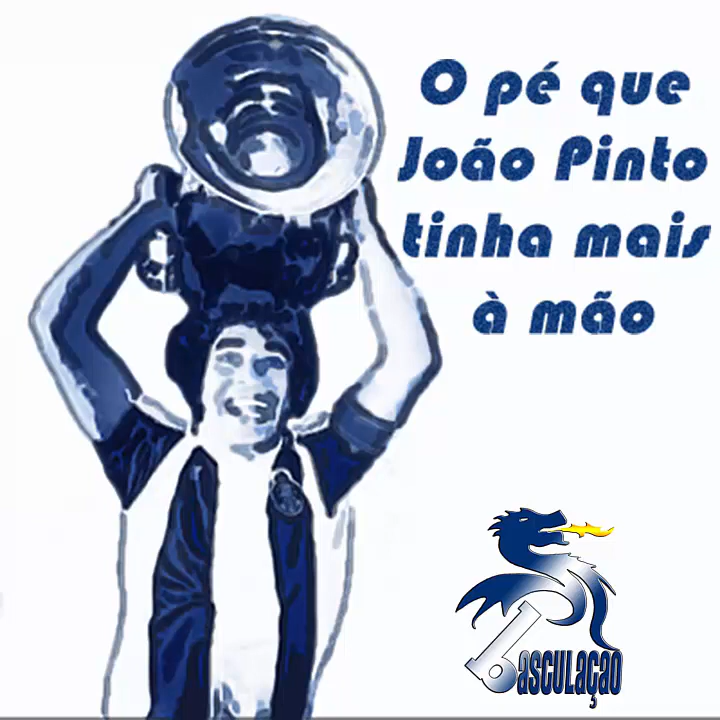 O pé que
João Pinto
tinha mais
à mão
basculação